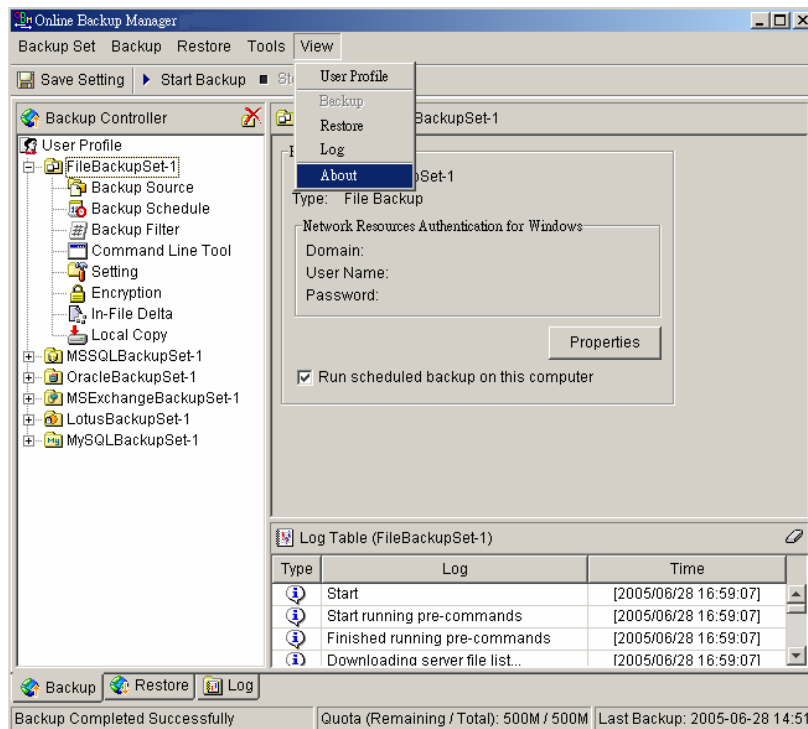 Online Backup Manager
Backup Set Backup Restore Tools View
Save Setting Start Backup
User Profile
Backup
Restore
Log
About
Backup Controller
BackupSet-1
User Profile
FileBackupSet-1
Backup Source
Backup Schedule
Backup Filter
Command Line Tool
Setting
Encryption
In-File Delta
Local Copy
MSSQLBackupSet-1
OracleBackupSet-1
MSExchangeBackupSet-1
LotusBackupSet-1
MySQLBackupSet-1
Set-1
Type: File Backup
Network Resources Authentication for Windows
Domain:
User Name:
Password:
Properties
Run scheduled backup on this computer
Log Table (FileBackupSet-1)
Type Log Time
Start [2005/06/28 16:59:07]
Start running pre-commands [2005/06/28 16:59:07]
Finished running pre-commands [2005/06/28 16:59:07]
Downloading server file list... [2005/06/28 16:59:07]
Backup Restore Log
Backup Completed Successfully Quota (Remaining / Total): 500M / 500M Last Backup: 2005-06-28 14:51